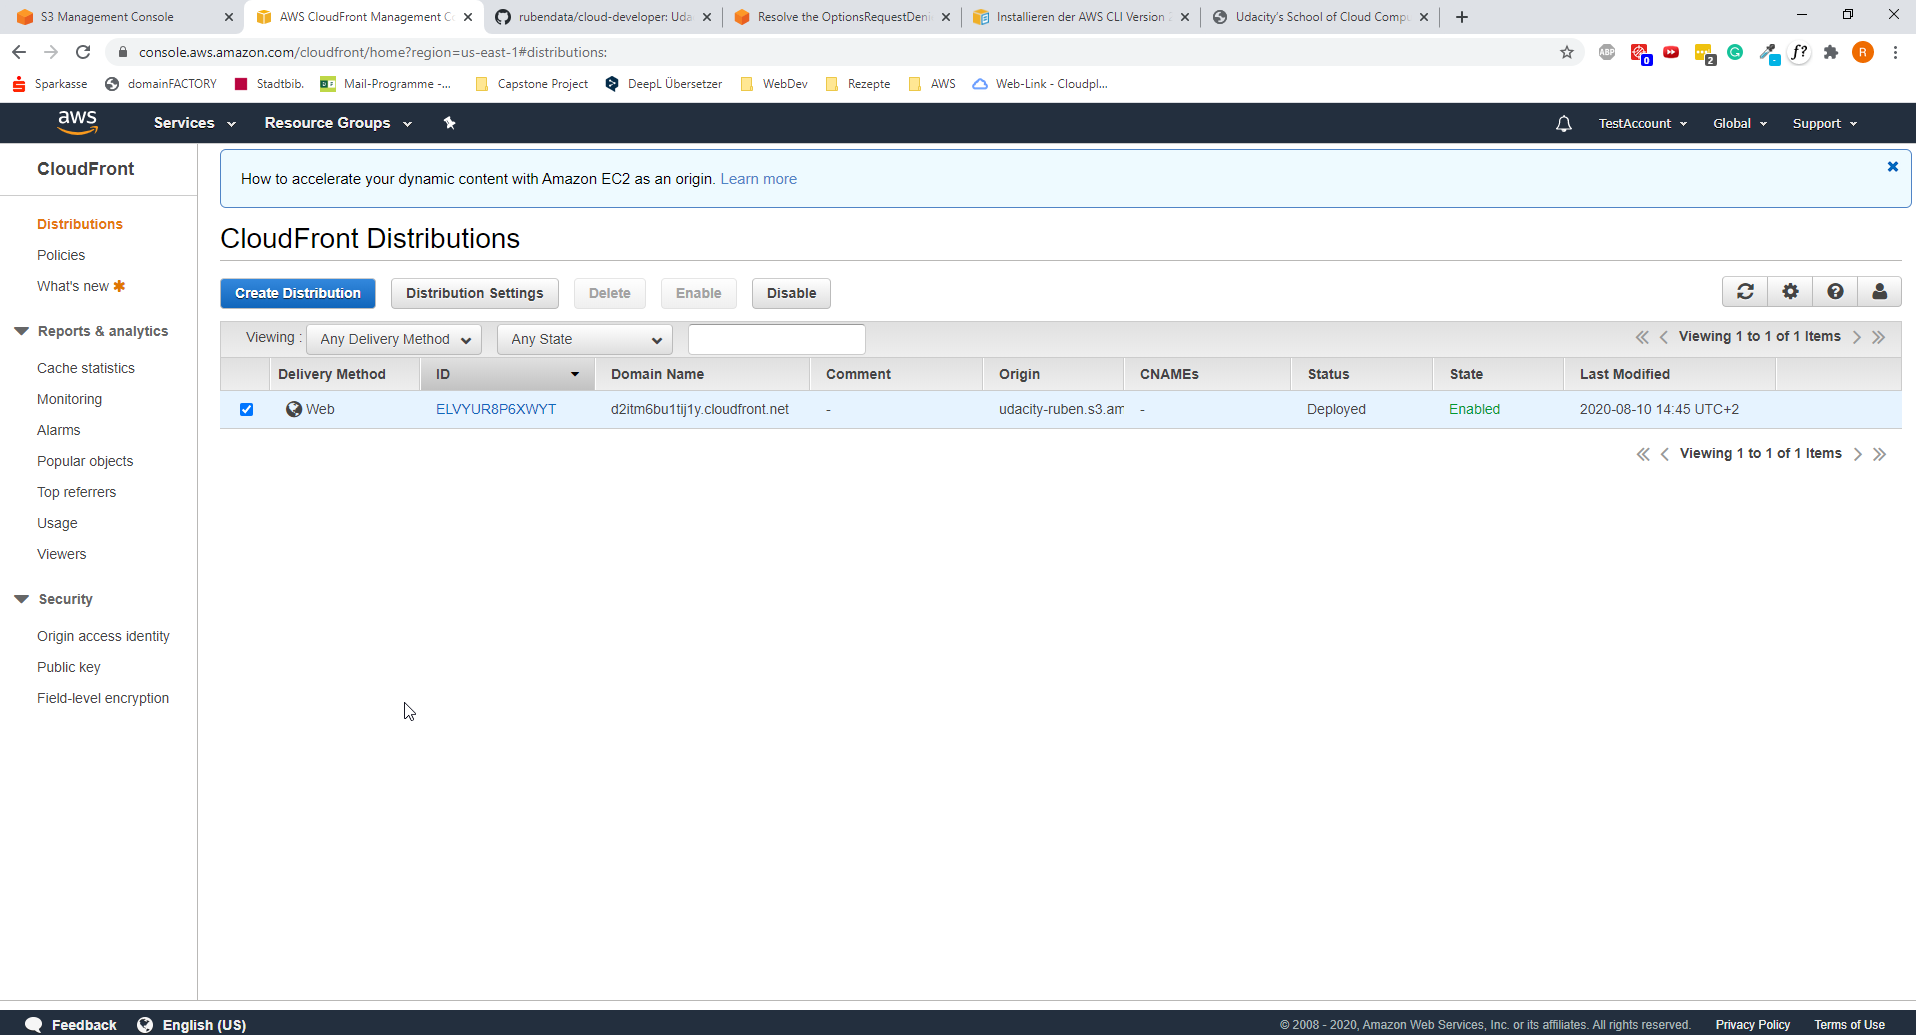 S3 Management Console
AWS CloudFront Management C
rubendata/cloud-developer: Uda
Resolve the OptionsRequestDeni
Installieren der AWS CLI Version
Udacity's School of Cloud Comp
console.aws.amazon.com/cloudfront/home?region=us-east-1#distributions:
ABP 0 2 G - f? R
Sparkasse domainFACTORY Stadtbib. Mail-Programme -... Capstone Project DeepL Übersetzer WebDev Rezepte AWS Web-Link - Cloudpl...
aws Services Resource Groups TestAccount Global Support
CloudFront
Distributions
Policies
What's new
Reports & analytics
Cache statistics
Monitoring
Alarms
Popular objects
Top referrers
Usage
Viewers
Security
Origin access identity
Public key
Field-level encryption
How to accelerate your dynamic content with Amazon EC2 as an origin. Learn more
CloudFront Distributions
Create Distribution Distribution Settings Delete Enable Disable
Viewing : Any Delivery Method Any State Viewing 1 to 1 of 1 Items
Delivery Method ID Domain Name Comment Origin CNAMEs Status State Last Modified
Web ELVYUR8P6XWYT d2itm6bu1tij1y.cloudfront.net - udacity-ruben.s3.am - Deployed Enabled 2020-08-10 14:45 UTC+2
Viewing 1 to 1 of 1 Items
Feedback English (US) © 2008 - 2020, Amazon Web Services, Inc. or its affiliates. All rights reserved. Privacy Policy Terms of Use